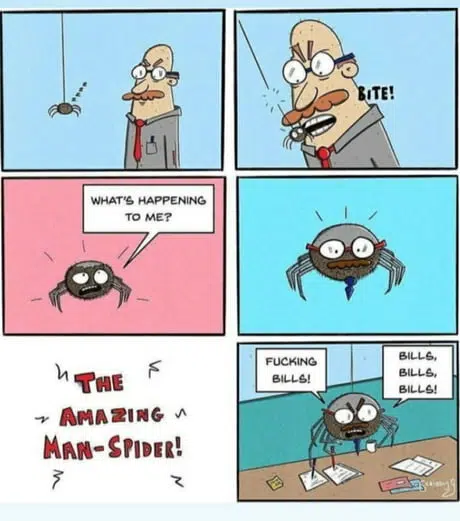 z z z z
BITE!
WHAT'S HAPPENING
TO ME?
THE
AMAZING
MAN-SPIDER!
FUCKING
BILLS!
BILLS,
BILLS,
BILLS!